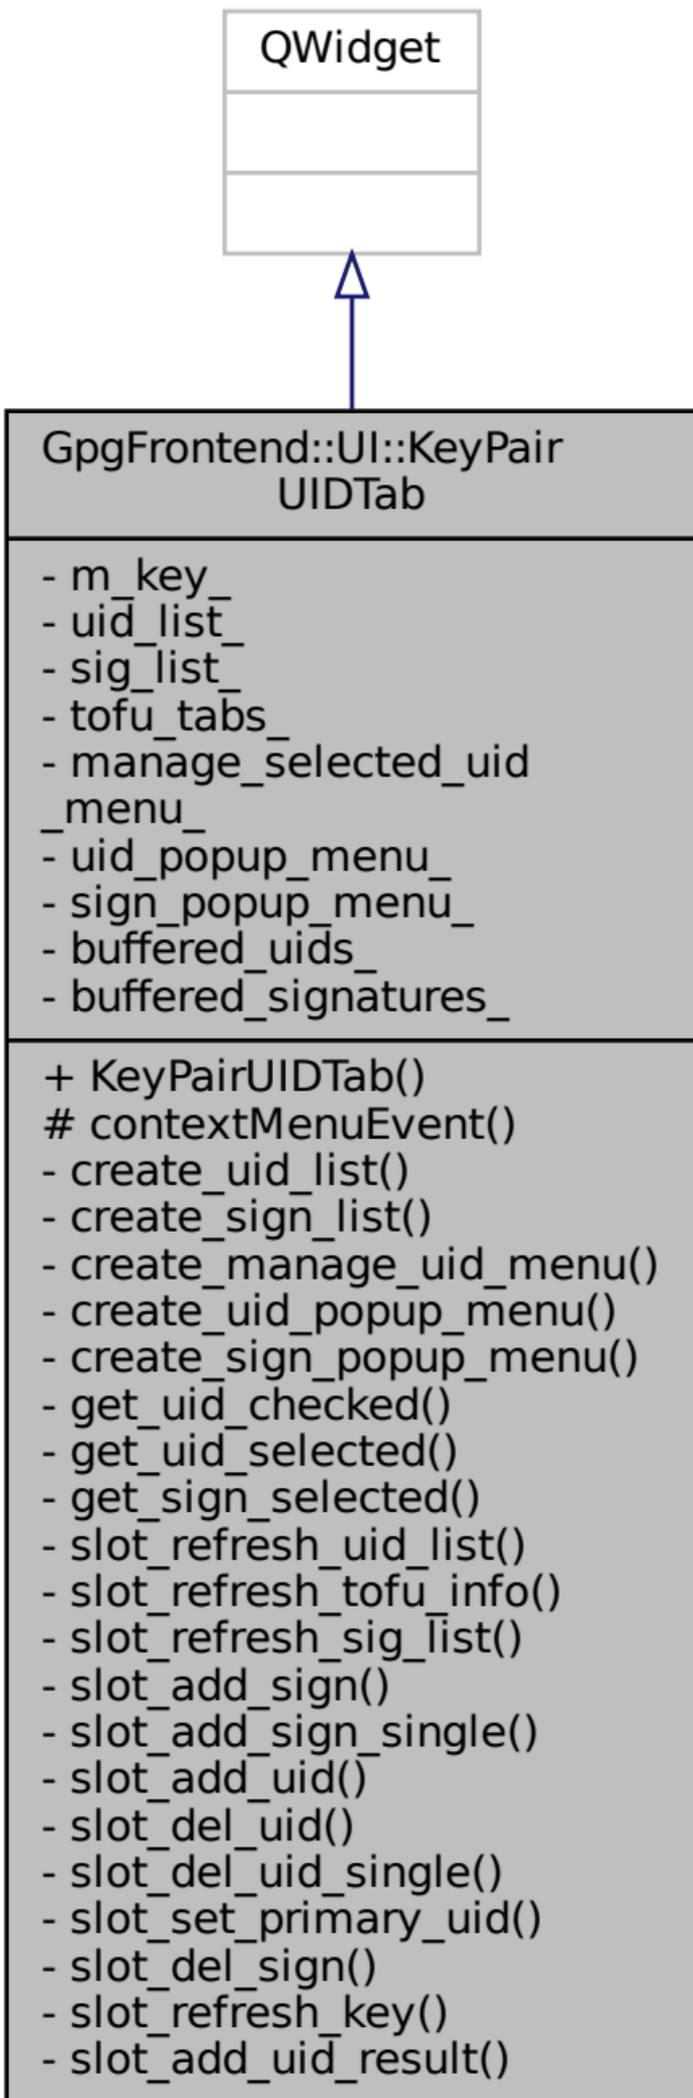 QWidget
GpgFrontend::UI::KeyPair
UIDTab
- m_key_
- uid_list_
- sig_list_
- tofu_tabs_
- manage_selected_uid
_menu_
- uid_popup_menu_
- sign_popup_menu_
- buffered_uids_
- buffered_signatures_
+ KeyPairUIDTab()
# contextMenuEvent()
- create_uid_list()
- create_sign_list()
- create_manage_uid_menu()
- create_uid_popup_menu()
- create_sign_popup_menu()
- get_uid_checked()
- get_uid_selected()
- get_sign_selected()
- slot_refresh_uid_list()
- slot_refresh_tofu_info()
- slot_refresh_sig_list()
- slot_add_sign()
- slot_add_sign_single()
- slot_add_uid()
- slot_del_uid()
- slot_del_uid_single()
- slot_set_primary_uid()
- slot_del_sign()
- slot_refresh_key()
- slot_add_uid_result()